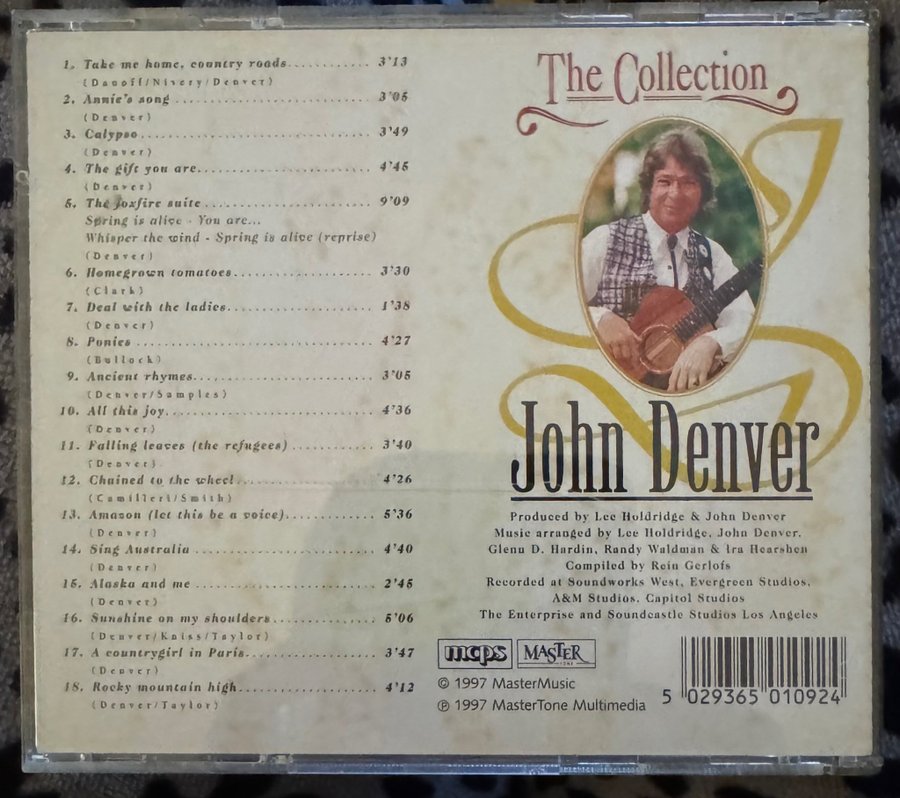 1. Take me home, country roads............ 3'13
(Danoff/Nivery/Denver)
2. Annie's song ............................ 3'05
(Denver)
3. Calypso................................. 3'49
(Denver)
4. The gift you are........................ 4'45
(Denver)
5. The foxfire suite ....................... 9'09
Spring is alive - You are...
Whisper the wind - Spring is alive (reprise)
(Denver)
6. Homegrown tomatoes.................... 3'30
(Clark)
7. Deal with the ladies..................... 1'38
(Denver)
8. Ponies .................................. 4'27
(Bullock)
9. Ancient rhymes.......................... 3'05
(Denver/Samples)
10. All this joy.............................. 4'36
(Denver)
11. Falling leaves (the refugees) ............ 3'40
(Denver)
12. Chained to the wheel.................... 4'26
(Camilleri/Smith)
13. Amazon (let this be a voice)............. 5'36
(Denver)
14. Sing Australia .......................... 4'40
(Denver)
15. Alaska and me .......................... 2'45
(Denver)
16. Sunshine on my shoulders............... 5'06
(Denver/Kniss/Taylor)
17. A countrygirl in Paris................... 3'47
(Denver)
18. Rocky mountain high.................... 4'12
(Denver/Taylor)
The Collection
John Denver
Produced by Lee Holdridge & John Denver
Music arranged by Lee Holdridge, John Denver,
Glenn D. Hardin, Randy Waldman & Ira Hearshen
Compiled by Rein Gerlofs
Recorded at Soundworks West, Evergreen Studios,
A&M Studios, Capitol Studios
The Enterprise and Soundcastle Studios Los Angeles
mcps MASTER TONE
© 1997 MasterMusic
℗ 1997 MasterTone Multimedia
5 029365 010924